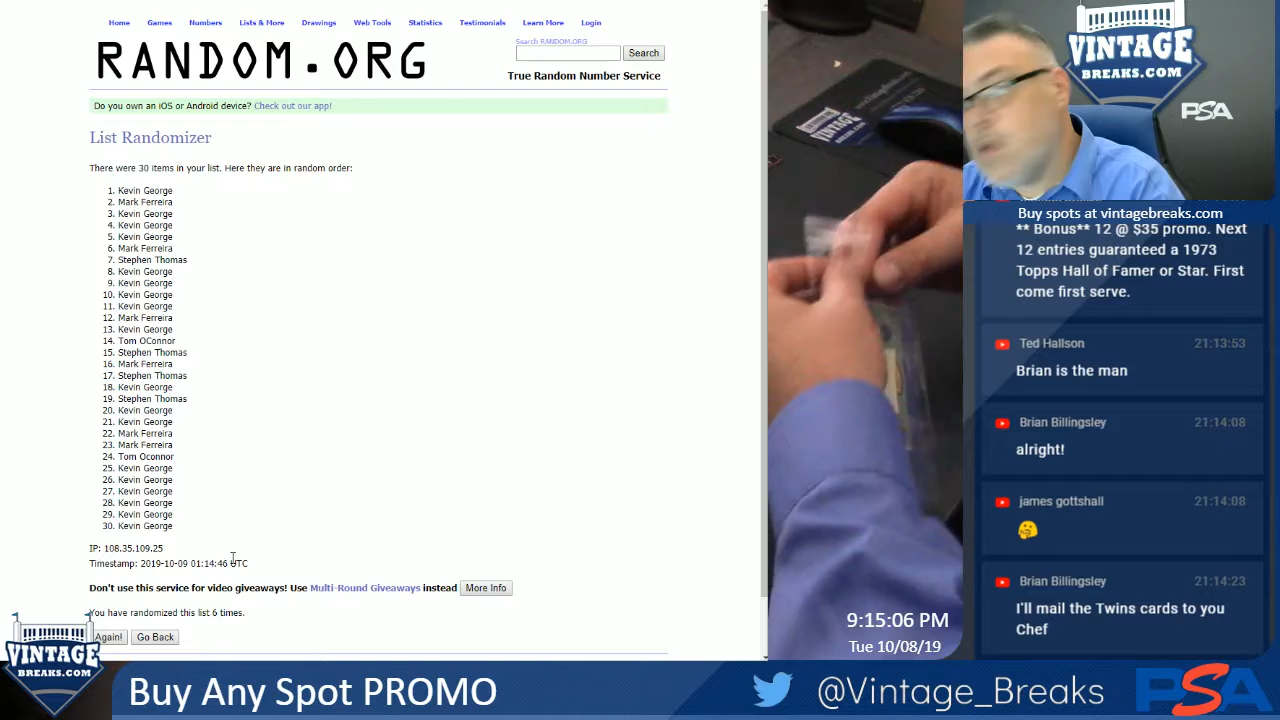 Home Games Numbers Lists & More Drawings Web Tools Statistics Testimonials Learn More Login
RANDOM.ORG
Search RANDOM.ORG
Search
True Random Number Service
Do you own an iOS or Android device? Check out our app!
List Randomizer
There were 30 items in your list. Here they are in random order:
1. Kevin George
2. Mark Ferreira
3. Kevin George
4. Kevin George
5. Kevin George
6. Mark Ferreira
7. Stephen Thomas
8. Kevin George
9. Kevin George
10. Kevin George
11. Kevin George
12. Mark Ferreira
13. Kevin George
14. Tom OConnor
15. Stephen Thomas
16. Mark Ferreira
17. Stephen Thomas
18. Kevin George
19. Stephen Thomas
20. Kevin George
21. Kevin George
22. Mark Ferreira
23. Mark Ferreira
24. Tom Oconnor
25. Kevin George
26. Kevin George
27. Kevin George
28. Kevin George
29. Kevin George
30. Kevin George
IP: 108.35.109.25
Timestamp: 2019-10-09 01:14:46 UTC
Don't use this service for video giveaways! Use Multi-Round Giveaways instead More Info
You have randomized this list 6 times.
Again! Go Back
VINTAGE
BREAKS.COM
9:15:06 PM
Tue 10/08/19
VINTAGE
BREAKS.COM
PSA
Buy spots at vintagebreaks.com
** Bonus** 12 @ $35 promo. Next
12 entries guaranteed a 1973
Topps Hall of Famer or Star. First
come first serve.
Ted Hallson 21:13:53
Brian is the man
Brian Billingsley 21:14:08
alright!
james gottshall 21:14:08
Brian Billingsley 21:14:23
I'll mail the Twins cards to you
Chef
VINTAGE
BREAKS.COM
Buy Any Spot PROMO
@Vintage_Breaks
PSA